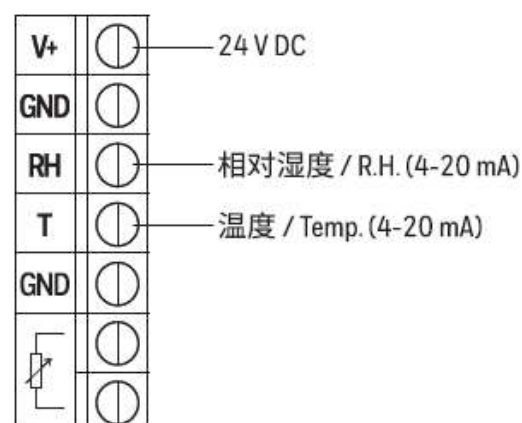 V+ 24 V DC
GND
RH 相对湿度 / R.H. (4-20 mA)
T 温度 / Temp. (4-20 mA)
GND